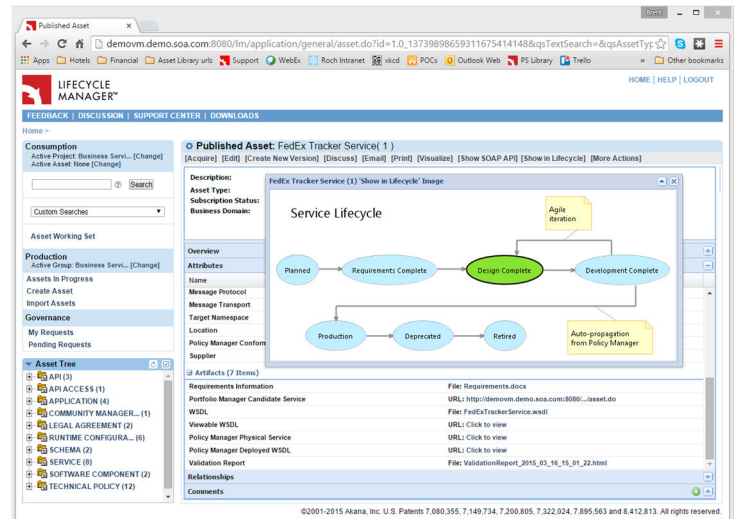 Brent
Published Asset
demovm.demo.soa.com:8080/lm/application/general/asset.do?id=1.0_13739898659311675414148&qsTextSearch=&qsAssetTyp
Apps Hotels Financial Asset Library urls Support WebEx Roch Intranet xkcd POCs Outlook Web PS Library Trello » Other bookmarks
LIFECYCLE
MANAGER™
HOME | HELP | LOGOUT
FEEDBACK | DISCUSSION | SUPPORT CENTER | DOWNLOADS
Home >
Consumption
Active Project: Business Servi... [Change]
Active Asset: None [Change]
Search
Custom Searches
Asset Working Set
Production
Active Group: Business Servi... [Change]
Assets In Progress
Create Asset
Import Assets
Governance
My Requests
Pending Requests
Asset Tree
API (3)
API ACCESS (1)
APPLICATION (4)
COMMUNITY MANAGER... (1)
LEGAL AGREEMENT (2)
RUNTIME CONFIGURA... (6)
SCHEMA (2)
SERVICE (8)
SOFTWARE COMPONENT (2)
TECHNICAL POLICY (12)
Published Asset: FedEx Tracker Service( 1 )
[Acquire] [Edit] [Create New Version] [Discuss] [Email] [Print] [Visualize] [Show SOAP API] [Show in Lifecycle] [More Actions]
Description:
Asset Type:
Subscription Status:
Business Domain:
FedEx Tracker Service (1) 'Show in Lifecycle' Image
Service Lifecycle
Agile
iteration
Planned
Requirements Complete
Design Complete
Development Complete
Production
Deprecated
Retired
Auto-propagation
from Policy Manager
Overview
Attributes
Name
Message Protocol
Message Transport
Target Namespace
Location
Policy Manager Conform
Supplier
Artifacts (7 Items)
Requirements Information File: Requirements.docx
Portfolio Manager Candidate Service URL: http://demovm.demo.soa.com:8080/.../asset.do
WSDL File: FedExTrackerService.wsdl
Viewable WSDL URL: Click to view
Policy Manager Physical Service URL: Click to view
Policy Manager Deployed WSDL URL: Click to view
Validation Report File: ValidationReport_2015_03_16_15_01_22.html
Relationships
Comments
©2001-2015 Akana, Inc. U.S. Patents 7,080,355, 7,149,734, 7,200,805, 7,322,024, 7,895,563 and 8,412,813. All rights reserved.